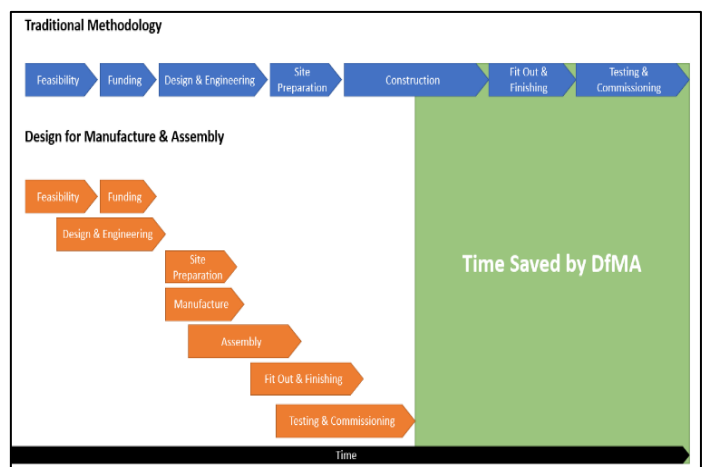 Traditional Methodology
Feasibility
Funding
Design & Engineering
Site
Preparation
Construction
Fit Out &
Finishing
Testing &
Commissioning
Design for Manufacture & Assembly
Feasibility
Funding
Design & Engineering
Site
Preparation
Manufacture
Assembly
Fit Out & Finishing
Testing & Commissioning
Time Saved by DfMA
Time